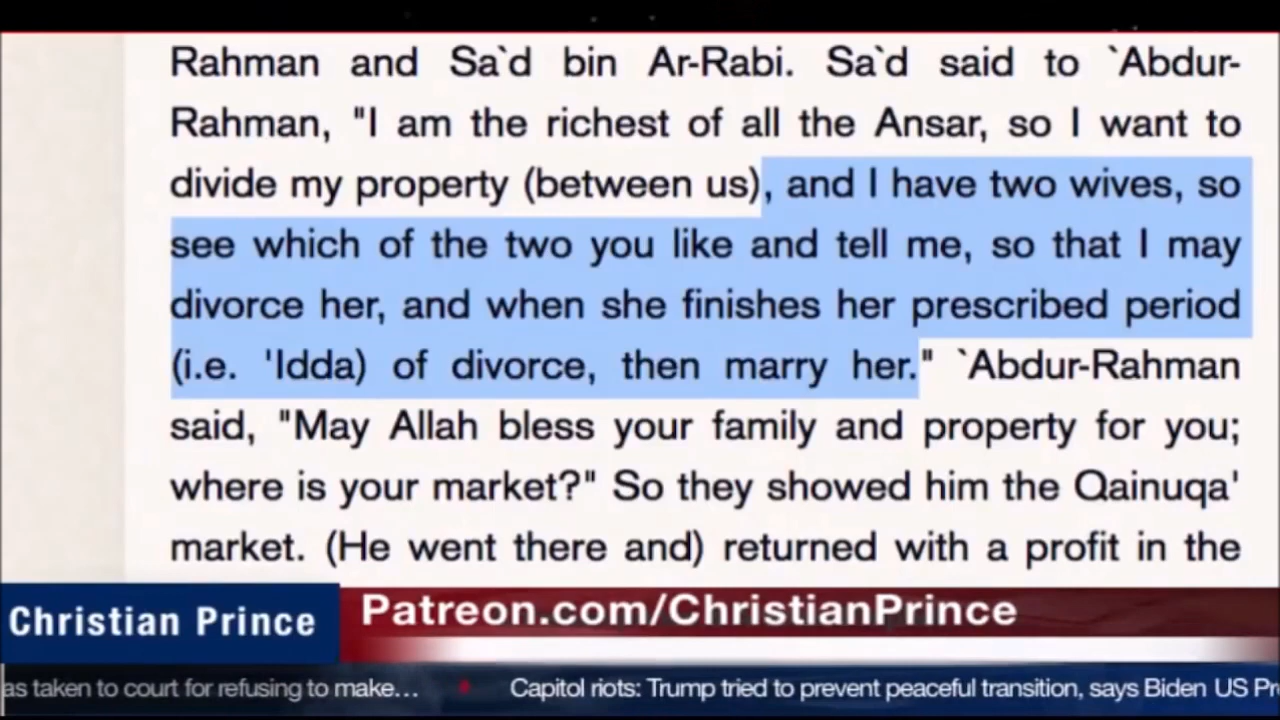 Rahman and Sa`d bin Ar-Rabi. Sa`d said to `Abdur-
Rahman, "I am the richest of all the Ansar, so I want to
divide my property (between us), and I have two wives, so
see which of the two you like and tell me, so that I may
divorce her, and when she finishes her prescribed period
(i.e. 'Idda) of divorce, then marry her." `Abdur-Rahman
said, "May Allah bless your family and property for you;
where is your market?" So they showed him the Qainuqa'
market. (He went there and) returned with a profit in the
Christian Prince
Patreon.com/ChristianPrince
as taken to court for refusing to make... Capitol riots: Trump tried to prevent peaceful transition, says Biden US Pr